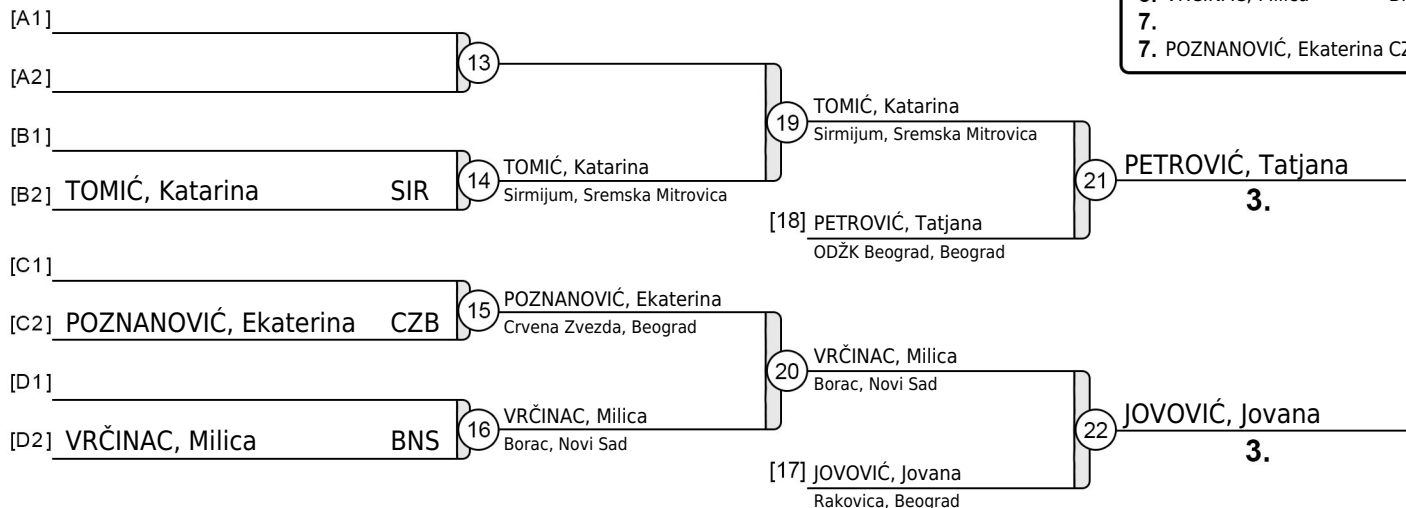 [A1]
13
[A2]
[B1]
[B2] TOMIĆ, Katarina SIR
14
TOMIĆ, Katarina
Sirmijum, Sremska Mitrovica
19
TOMIĆ, Katarina
Sirmijum, Sremska Mitrovica
[18] PETROVIĆ, Tatjana
ODŽK Beograd, Beograd
21
PETROVIĆ, Tatjana
3.
[C1]
[C2] POZNANOVIĆ, Ekaterina CZB
15
POZNANOVIĆ, Ekaterina
Crvena Zvezda, Beograd
[D1]
[D2] VRČINAC, Milica BNS
16
VRČINAC, Milica
Borac, Novi Sad
20
VRČINAC, Milica
Borac, Novi Sad
[17] JOVOVIĆ, Jovana
Rakovica, Beograd
22
JOVOVIĆ, Jovana
3.
7.
7. POZNANOVIĆ, Ekaterina